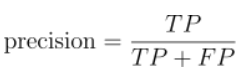 precision = TP / TP + FP